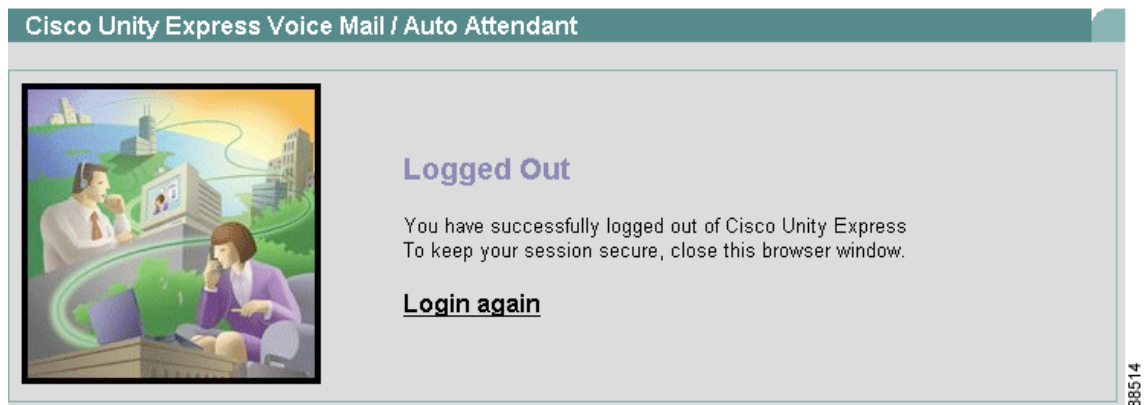 Cisco Unity Express Voice Mail / Auto Attendant
Logged Out
You have successfully logged out of Cisco Unity Express
To keep your session secure, close this browser window.
Login again
88514